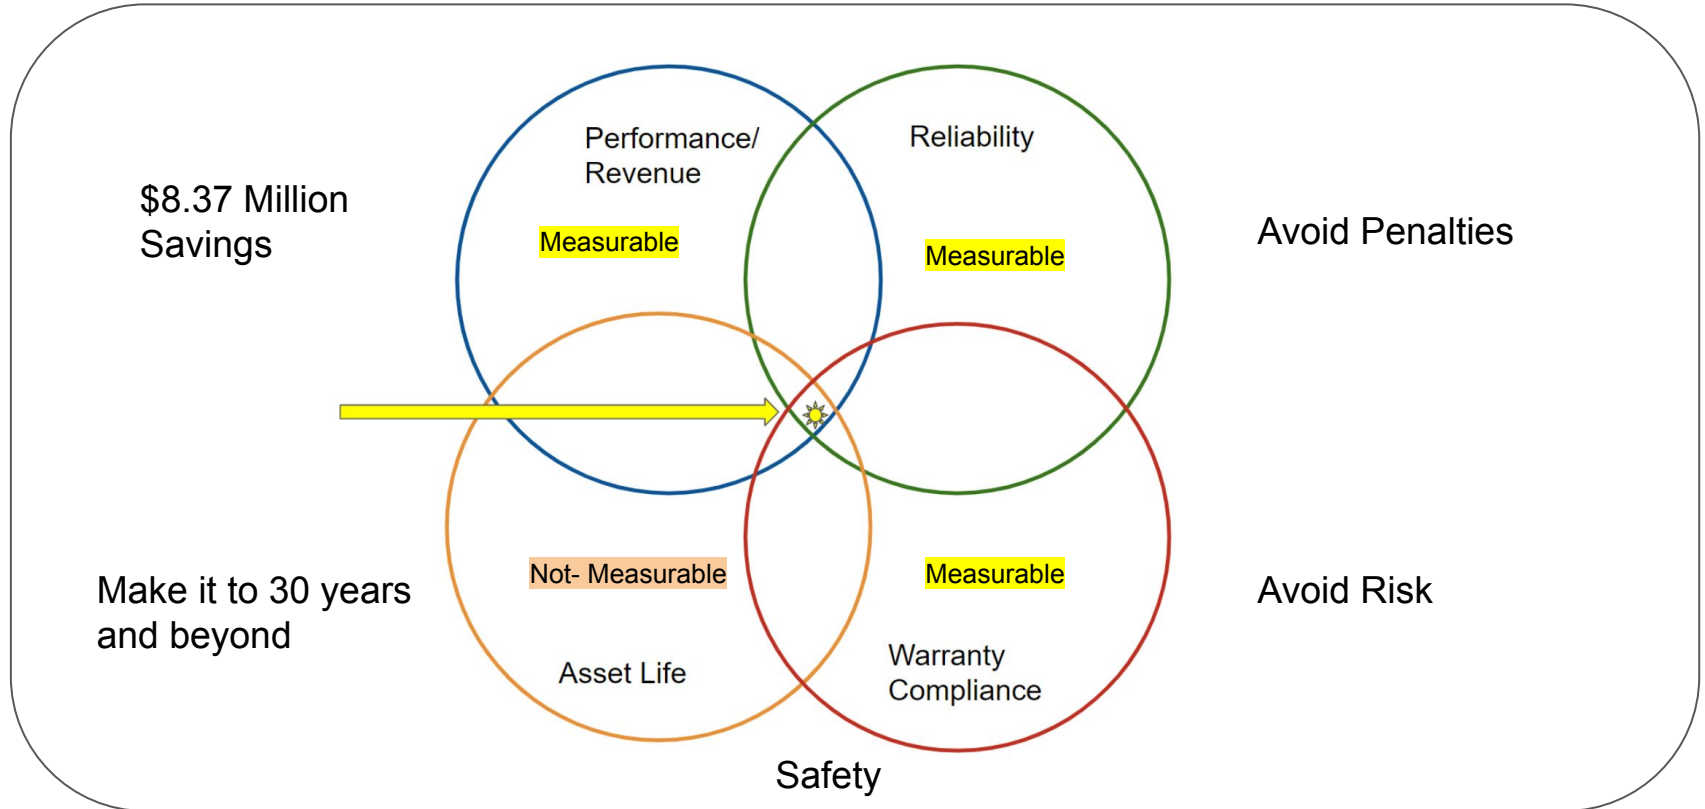 Performance/
Revenue
Reliability
$8.37 Million
Savings
Measurable
Measurable
Avoid Penalties
Not- Measurable
Measurable
Make it to 30 years
and beyond
Avoid Risk
Asset Life
Warranty
Compliance
Safety